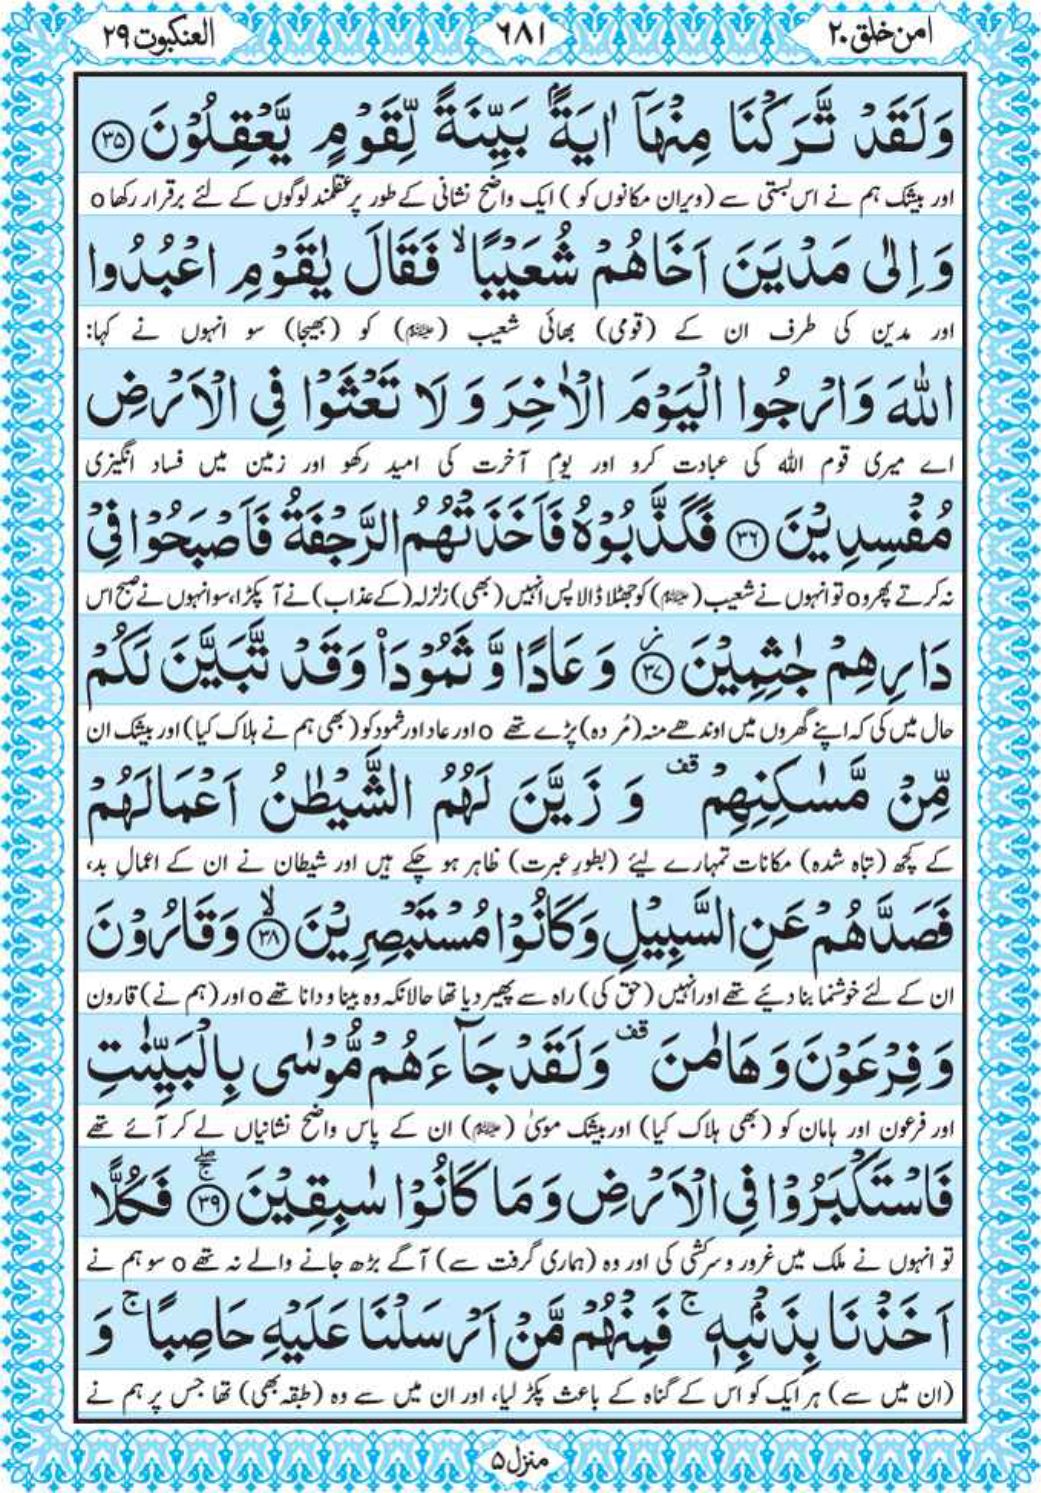 امن خلق ۲۰
۶۸۱
العنکبوت ۲۹
وَلَقَدْ تَّرَكْنَا مِنْهَاۤ اٰيَةًۢ بَيِّنَةً لِّقَوْمٍ يَّعْقِلُوْنَ ﴿۳۵﴾
اور بیشک ہم نے اس بستی سے (ویران مکانوں کو) ایک واضح نشانی کے طور پر عقلمند لوگوں کے لئے برقرار رکھا o
وَ اِلٰى مَدْيَنَ اَخَاهُمْ شُعَيْبًا ۙ فَقَالَ يٰقَوْمِ اعْبُدُوا
اور مدین کی طرف ان کے (قومی) بھائی شعیب (علیہ السلام) کو (بھیجا) سو انہوں نے کہا:
اللّٰهَ وَارْجُوا الْيَوْمَ الْاٰخِرَ وَ لَا تَعْثَوْا فِى الْاَرْضِ
اے میری قوم اللہ کی عبادت کرو اور یومِ آخرت کی امید رکھو اور زمین میں فساد انگیزی
مُفْسِدِيْنَ ﴿۳۶﴾ فَكَذَّبُوْهُ فَاَخَذَتْهُمُ الرَّجْفَةُ فَاَصْبَحُوْا فِىْ
نہ کرتے پھرو o تو انہوں نے شعیب (علیہ السلام) کو جھٹلا ڈالا پس انہیں (بھی) زلزلہ (کے عذاب) نے آ پکڑا، سو انہوں نے صبح اس
دَارِهِمْ جٰثِمِيْنَ ﴿۳۷﴾ ز وَ عَادًا وَّ ثَمُوْدَا۠ وَقَدْ تَّبَيَّنَ لَكُمْ
حال میں کی کہ اپنے گھروں میں اوندھے منہ (مُردہ) پڑے تھے o اور عاد اور ثمود کو (بھی ہم نے ہلاک کیا) اور بیشک ان
مِّنْ مَّسٰكِنِهِمْ قف وَ زَيَّنَ لَهُمُ الشَّيْطٰنُ اَعْمَالَهُمْ
کے کچھ (تباہ شدہ) مکانات تمہارے لیئے (بطورِ عبرت) ظاہر ہو چکے ہیں اور شیطان نے ان کے اعمالِ بد،
فَصَدَّهُمْ عَنِ السَّبِيْلِ وَكَانُوْا مُسْتَبْصِرِيْنَ ﴿۳۸﴾ ۙ وَقَارُوْنَ
ان کے لئے خوشنما بنا دیئے تھے اور انہیں (حق کی) راہ سے پھیر دیا تھا حالانکہ وہ بینا و دانا تھے o اور (ہم نے) قارون
وَ فِرْعَوْنَ وَ هَامٰنَ قف وَلَقَدْ جَآءَهُمْ مُّوْسٰى بِالْبَيِّنٰتِ
اور فرعون اور ہامان کو (بھی ہلاک کیا) اور بیشک موسٰی (علیہ السلام) ان کے پاس واضح نشانیاں لے کر آئے تھے
فَاسْتَكْبَرُوْا فِى الْاَرْضِ وَ مَا كَانُوْا سٰبِقِيْنَ ﴿۳۹﴾ ۚۖ فَكُلًّا
تو انہوں نے ملک میں غرور و سرکشی کی اور وہ (ہماری گرفت سے) آگے بڑھ جانے والے نہ تھے o سو ہم نے
اَخَذْنَا بِذَنْۢبِهٖ ۚ فَمِنْهُمْ مَّنْ اَرْسَلْنَا عَلَيْهِ حَاصِبًا ۚ وَ
(ان میں سے) ہر ایک کو اس کے گناہ کے باعث پکڑ لیا، اور ان میں سے وہ (طبقہ بھی) تھا جس پر ہم نے
منزل ۵